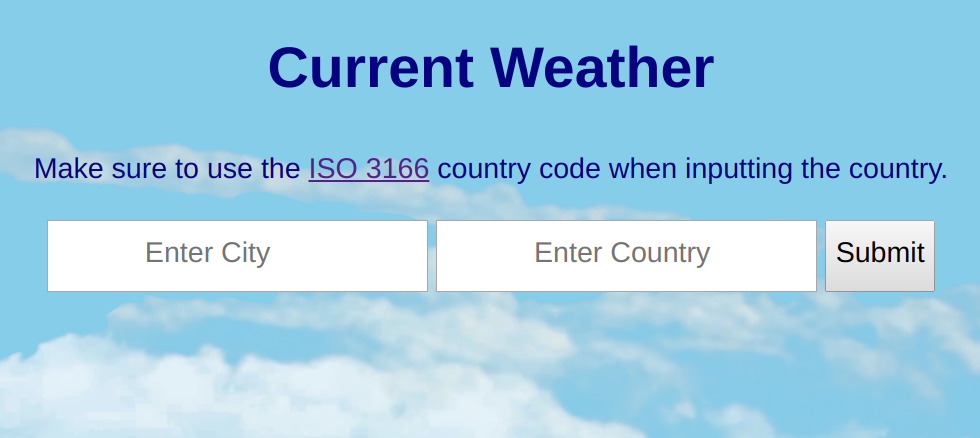 Current Weather
Make sure to use the ISO 3166 country code when inputting the country.
Enter City Enter Country Submit